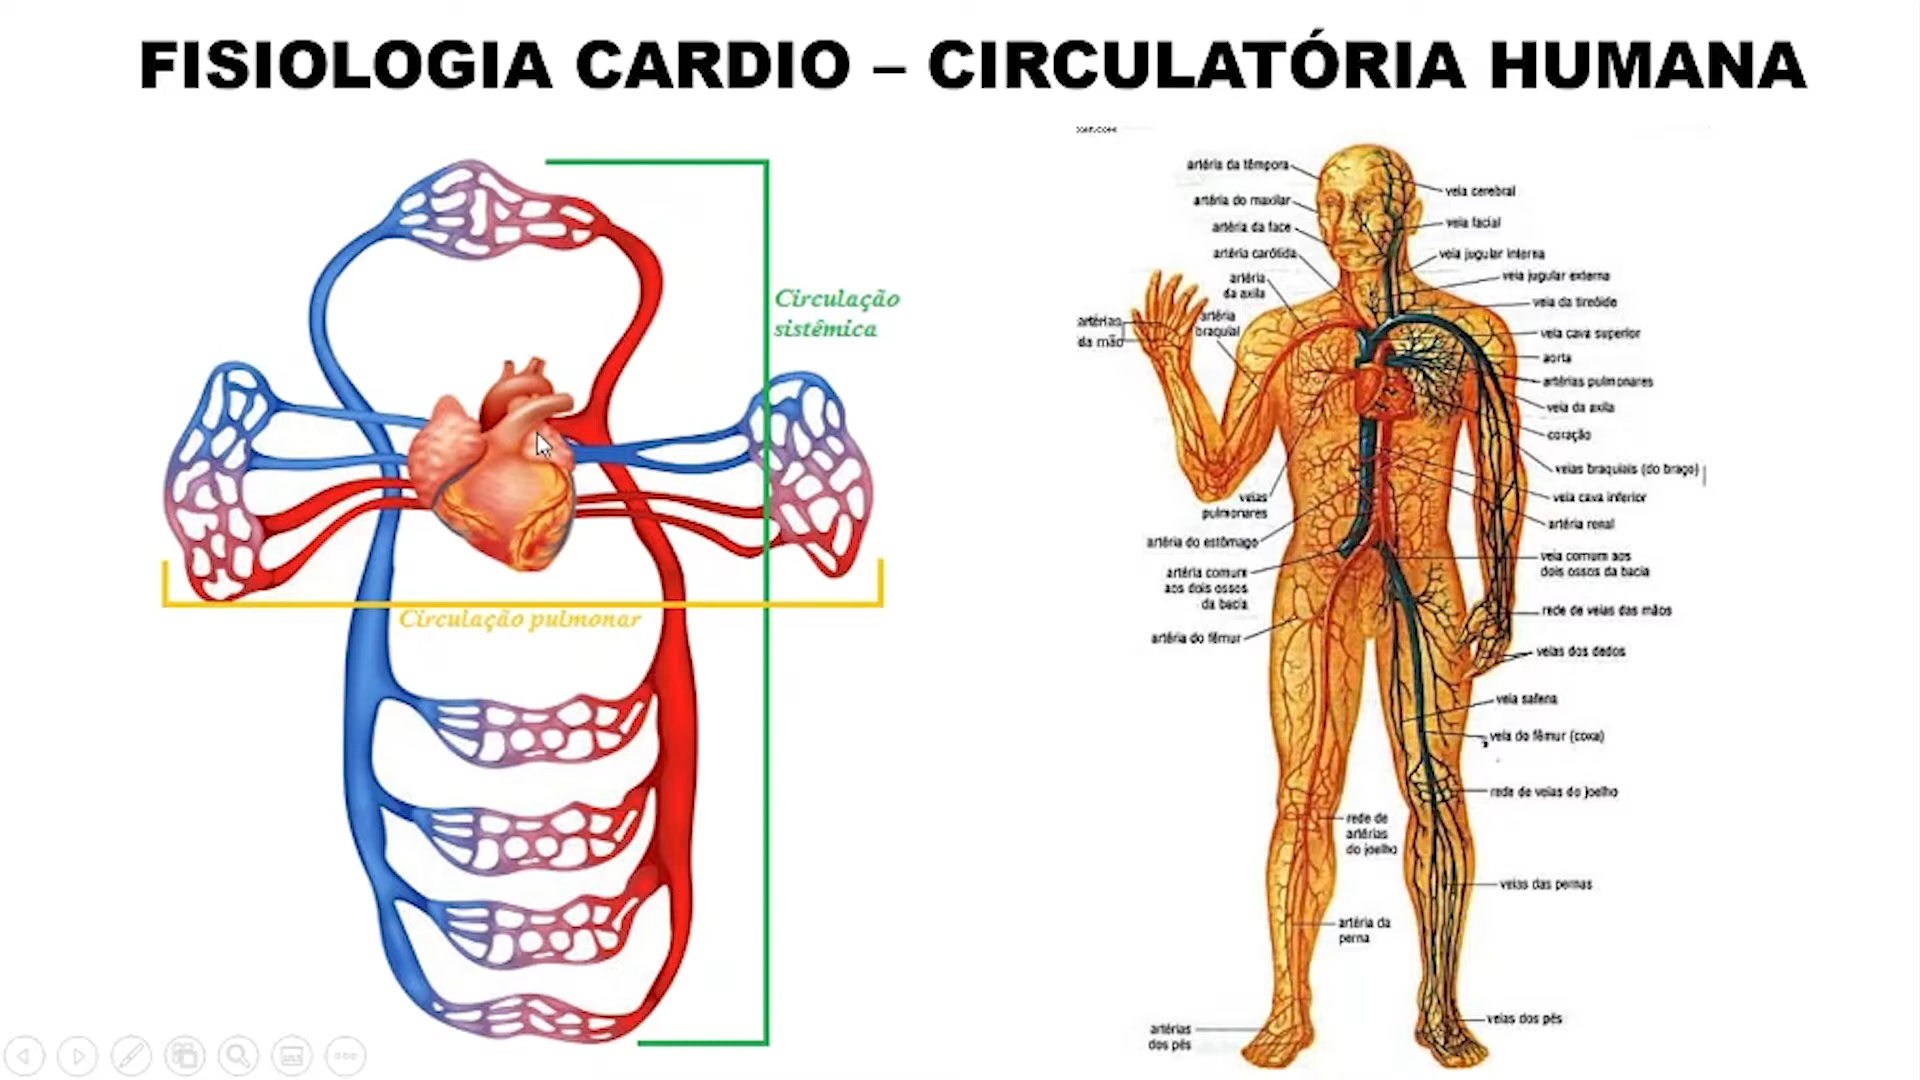 FISIOLOGIA CARDIO – CIRCULATÓRIA HUMANA
Circulação
sistêmica
Circulação pulmonar
artéria da têmpora
artéria do maxilar
artéria da face
artéria carótida
artéria
da axila
artéria
braquial
artérias
da mão
veias
pulmonares
artéria do estômago
artéria comum
aos dois ossos
da bacia
artéria do fêmur
rede de
artérias
do joelho
artéria da
perna
artérias
dos pés
veia cerebral
veia facial
veia jugular interna
veia jugular externa
veia da tireóide
veia cava superior
aorta
artérias pulmonares
veia da axila
coração
veias braquiais (do braço)
veia cava inferior
artéria renal
veia comum aos
dois ossos da bacia
rede de veias das mãos
veias dos dedos
veia safena
veia do fêmur (coxa)
rede de veias do joelho
veias das pernas
veias dos pés